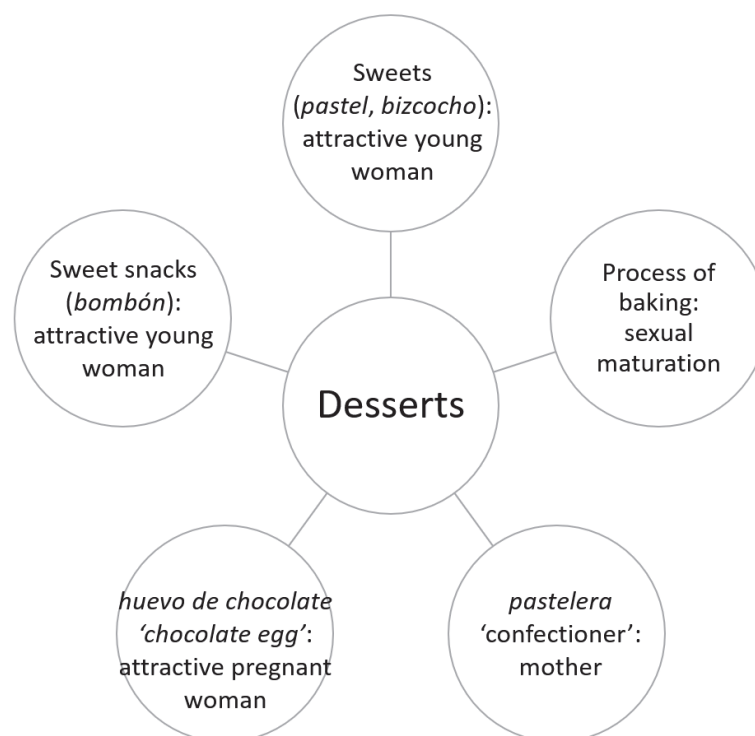 Sweets
(pastel, bizcocho):
attractive young
woman
Sweet snacks
(bombón):
attractive young
woman
Process of
baking:
sexual
maturation
Desserts
huevo de chocolate
‘chocolate egg’:
attractive pregnant
woman
pastelera
‘confectioner’:
mother